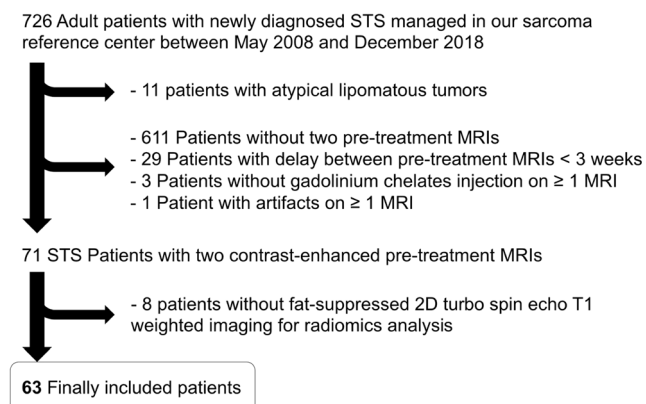 726 Adult patients with newly diagnosed STS managed in our sarcoma
reference center between May 2008 and December 2018
- 11 patients with atypical lipomatous tumors
- 611 Patients without two pre-treatment MRIs
- 29 Patients with delay between pre-treatment MRIs < 3 weeks
- 3 Patients without gadolinium chelates injection on ≥ 1 MRI
- 1 Patient with artifacts on ≥ 1 MRI
71 STS Patients with two contrast-enhanced pre-treatment MRIs
- 8 patients without fat-suppressed 2D turbo spin echo T1
weighted imaging for radiomics analysis
63 Finally included patients